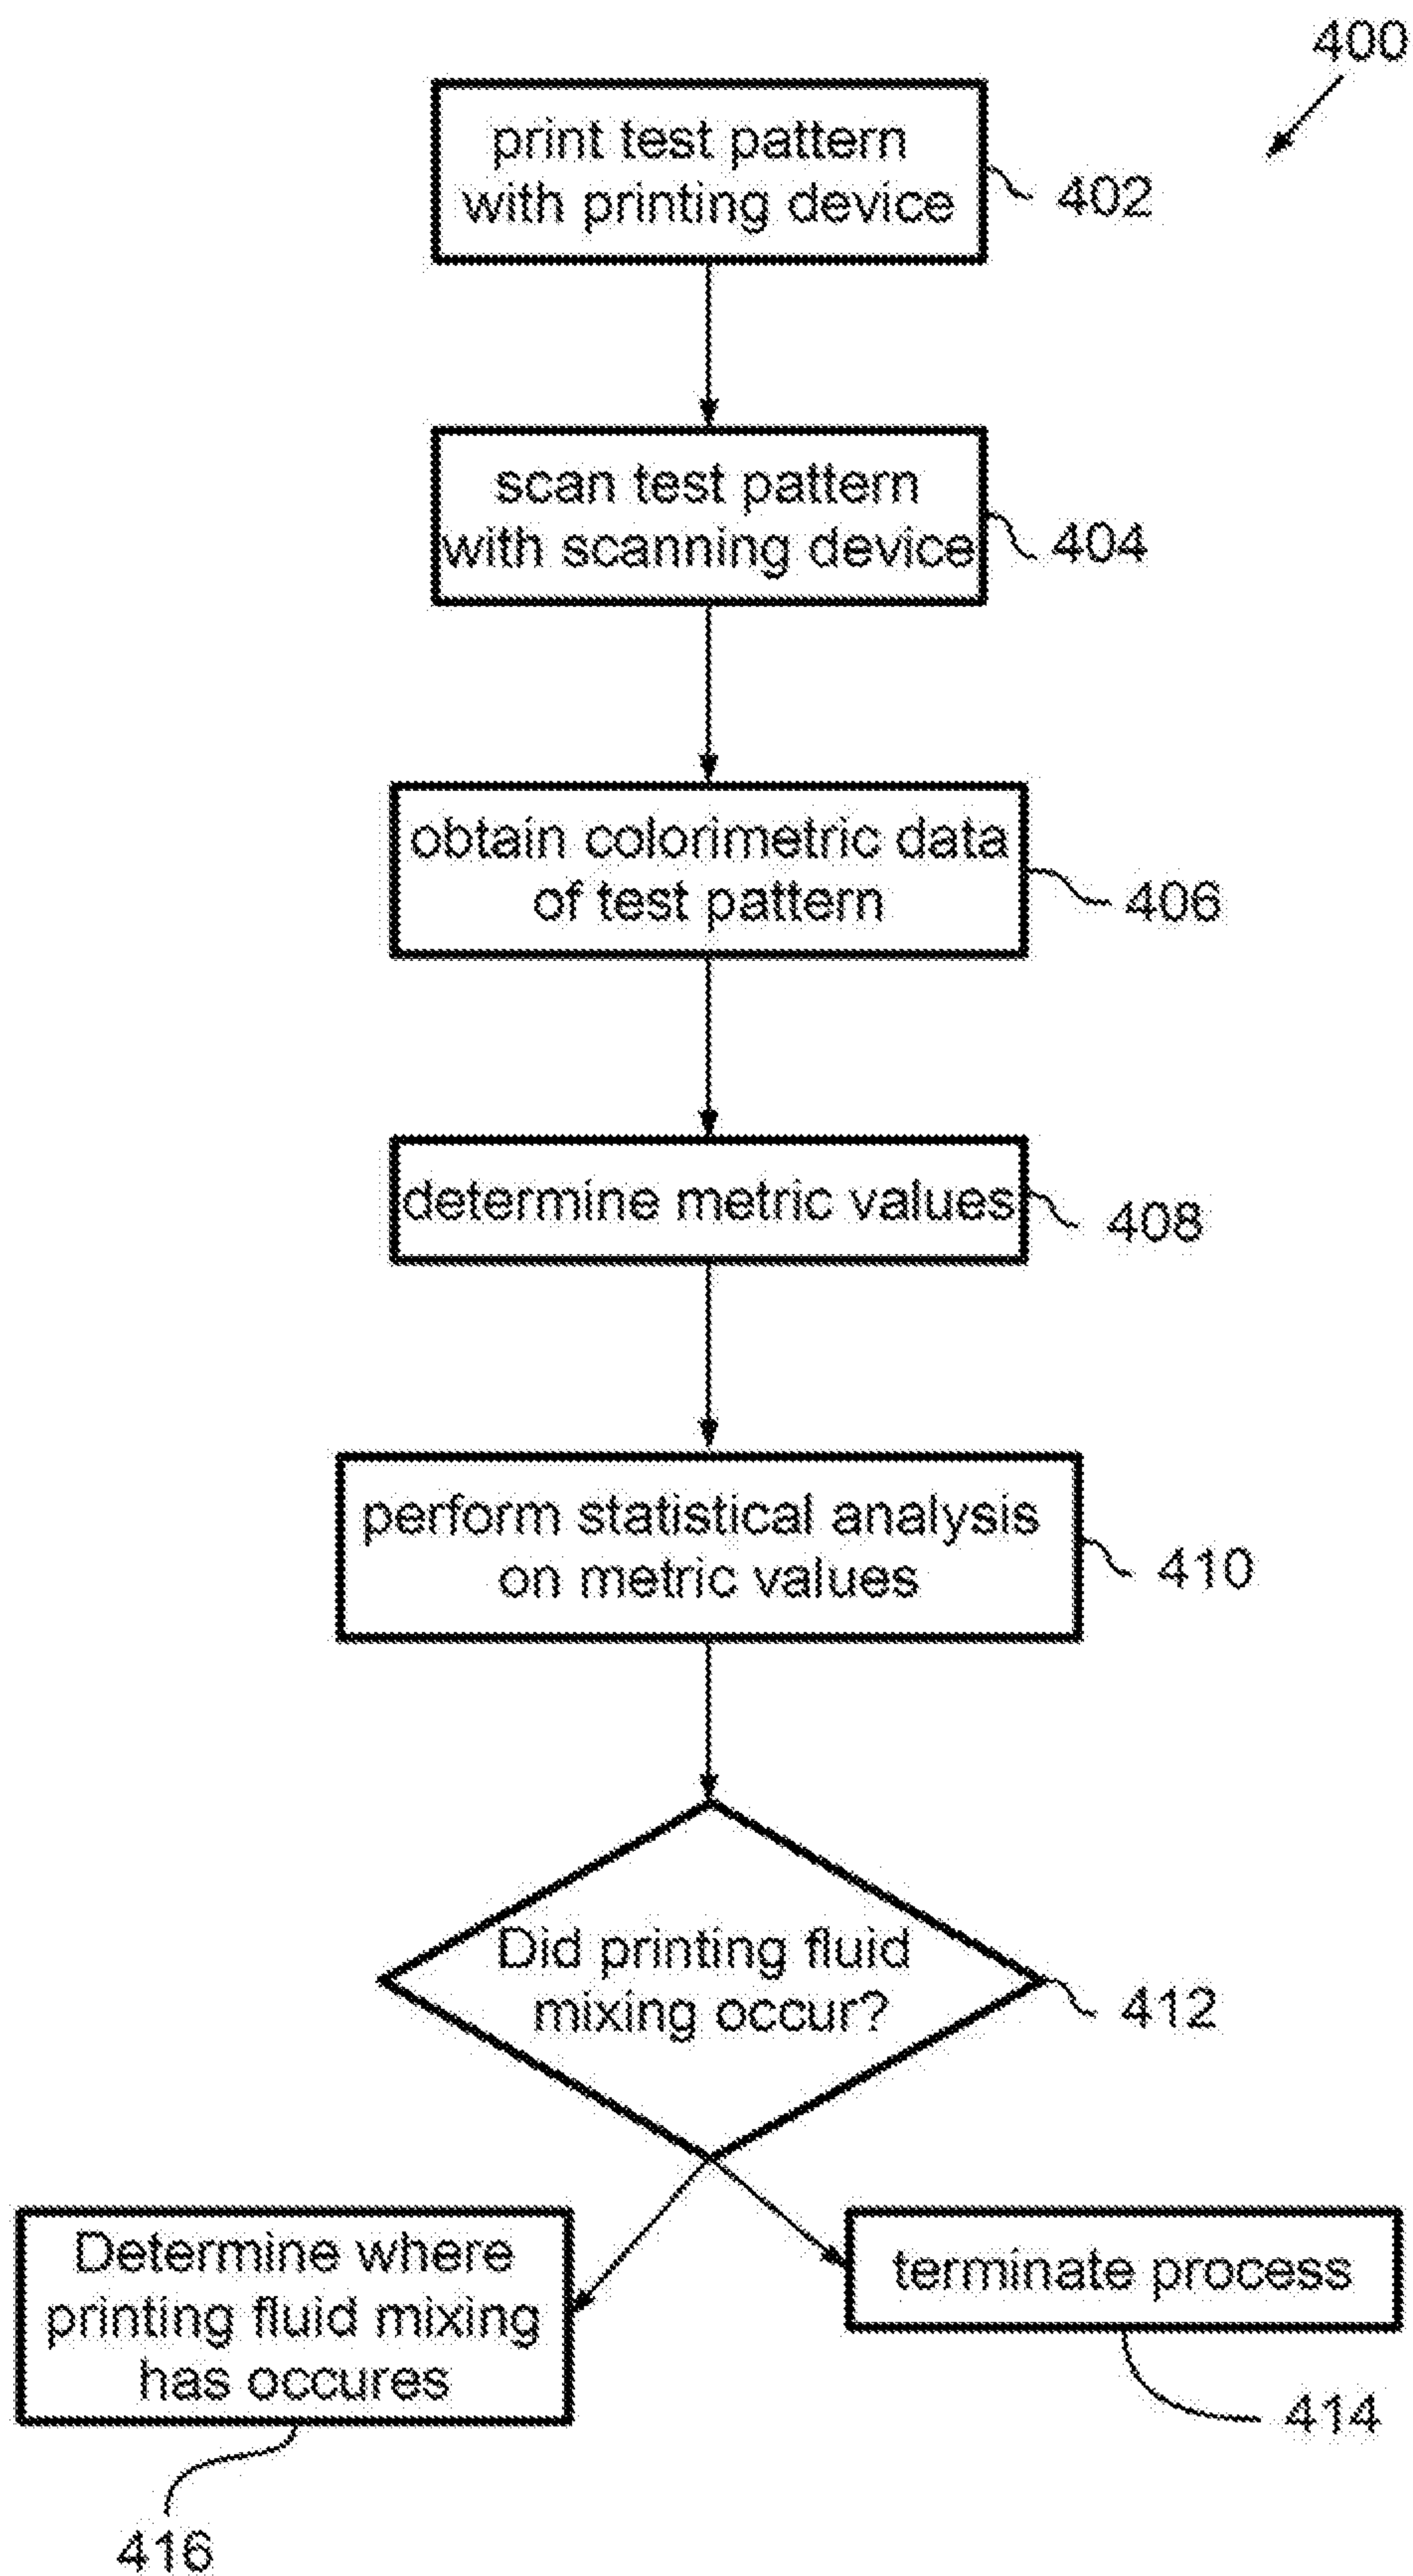 400
print test pattern
with printing device
402
scan test pattern
with scanning device
404
obtain colorimetric data
of test pattern
406
determine metric values
408
perform statistical analysis
on metric values
410
Did printing fluid
mixing occur?
412
Determine where
printing fluid mixing
has occures
416
terminate process
414